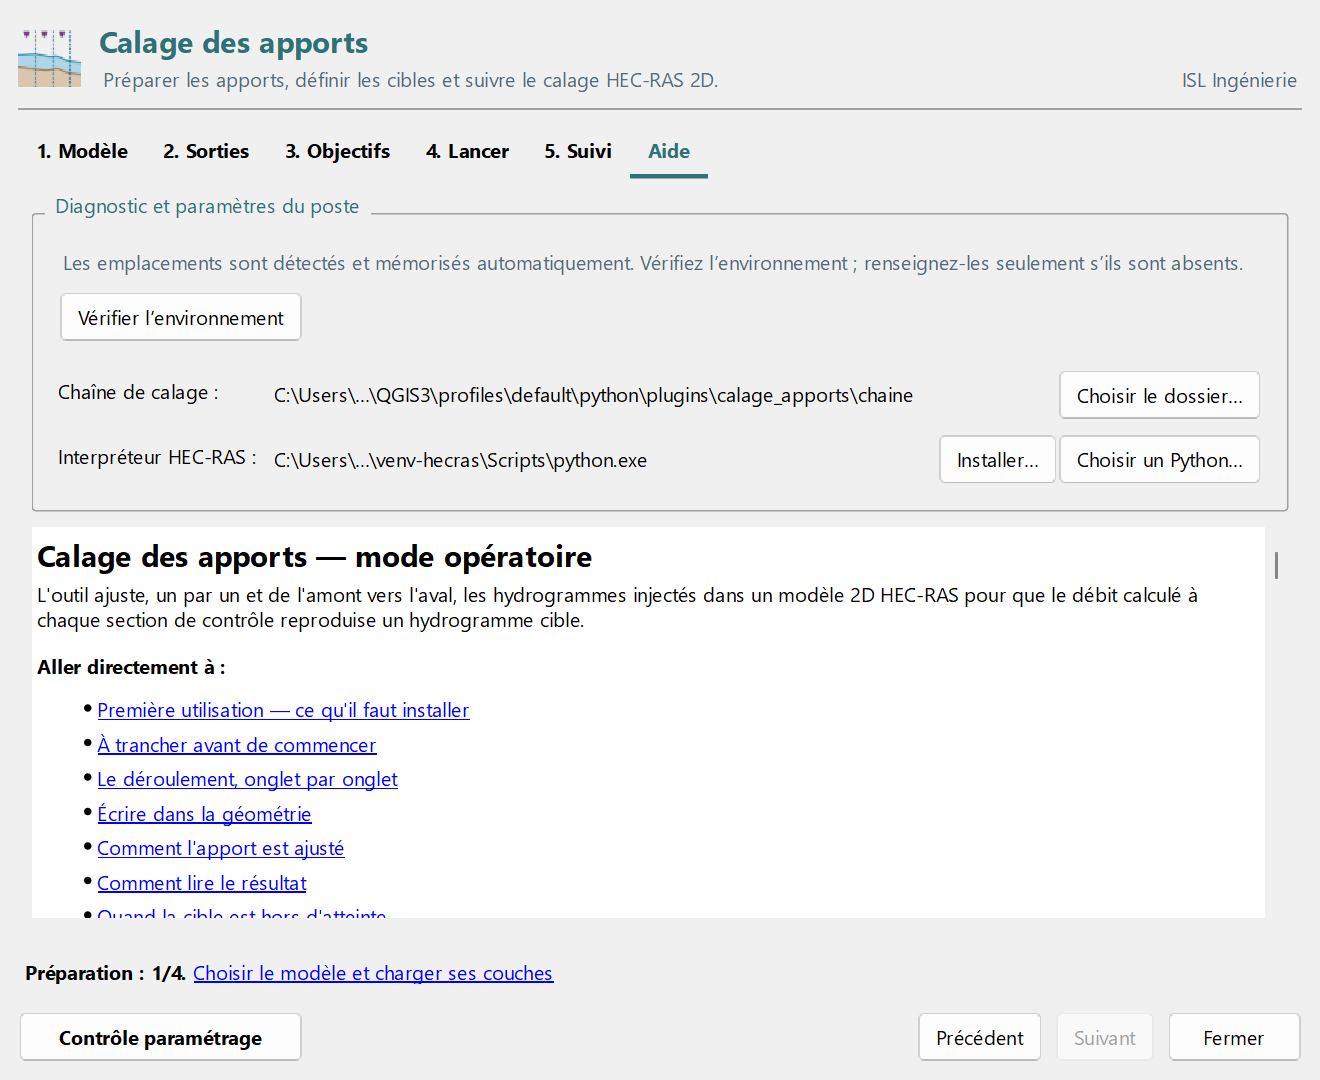 Calage des apports
Préparer les apports, définir les cibles et suivre le calage HEC-RAS 2D.
ISL Ingénierie
1. Modèle
2. Sorties
3. Objectifs
4. Lancer
5. Suivi
Aide
Diagnostic et paramètres du poste
Les emplacements sont détectés et mémorisés automatiquement. Vérifiez l’environnement ; renseignez-les seulement s’ils sont absents.
Vérifier l’environnement
Chaîne de calage :
C:\Users\…\QGIS3\profiles\default\python\plugins\calage_apports\chaine
Choisir le dossier…
Interpréteur HEC-RAS :
C:\Users\…\venv-hecras\Scripts\python.exe
Installer…
Choisir un Python…
Calage des apports — mode opératoire
L'outil ajuste, un par un et de l'amont vers l'aval, les hydrogrammes injectés dans un modèle 2D HEC-RAS pour que le débit calculé à
chaque section de contrôle reproduise un hydrogramme cible.
Aller directement à :
• Première utilisation — ce qu'il faut installer
• À trancher avant de commencer
• Le déroulement, onglet par onglet
• Écrire dans la géométrie
• Comment l'apport est ajusté
• Comment lire le résultat
• Quand la cible est hors d'atteinte
Préparation : 1/4. Choisir le modèle et charger ses couches
Contrôle paramétrage
Précédent
Suivant
Fermer